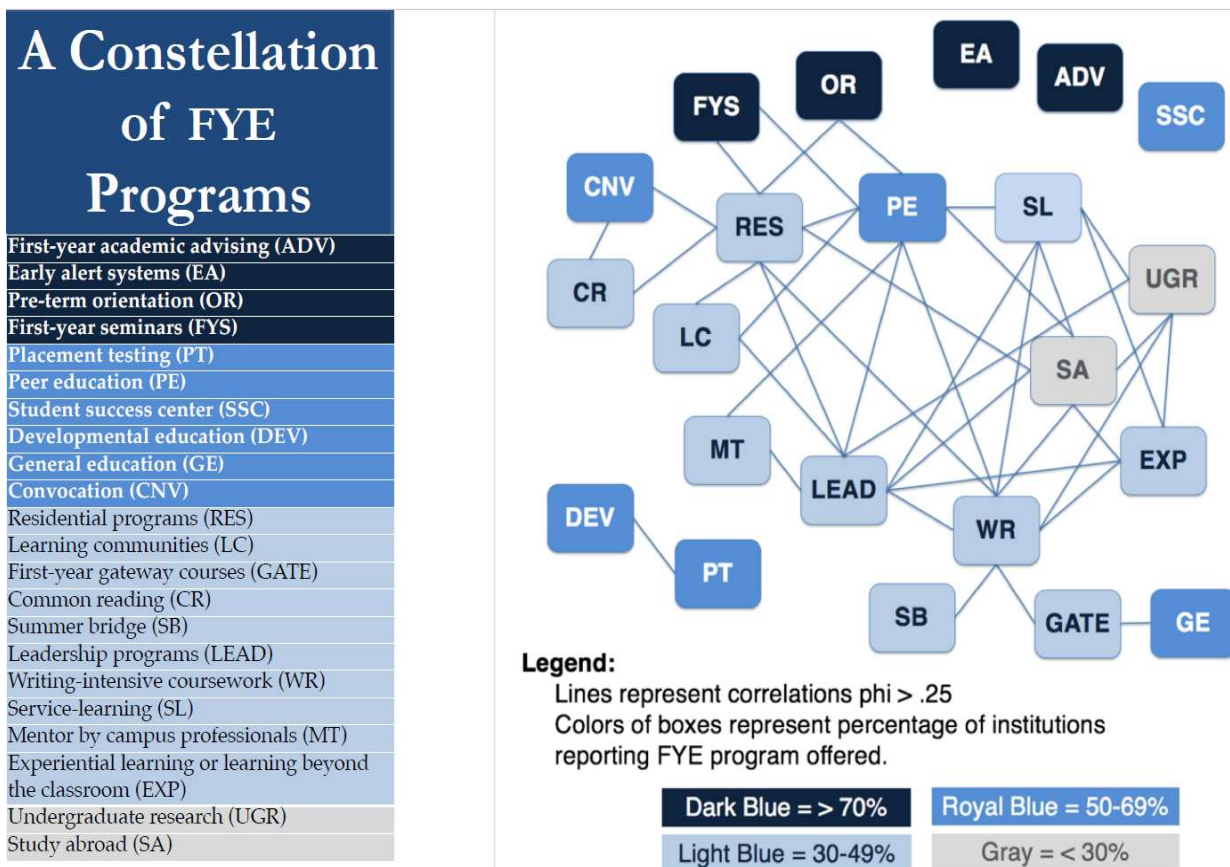 A Constellation
of FYE
Programs
First-year academic advising (ADV)
Early alert systems (EA)
Pre-term orientation (OR)
First-year seminars (FYS)
Placement testing (PT)
Peer education (PE)
Student success center (SSC)
Developmental education (DEV)
General education (GE)
Convocation (CNV)
Residential programs (RES)
Learning communities (LC)
First-year gateway courses (GATE)
Common reading (CR)
Summer bridge (SB)
Leadership programs (LEAD)
Writing-intensive coursework (WR)
Service-learning (SL)
Mentor by campus professionals (MT)
Experiential learning or learning beyond
the classroom (EXP)
Undergraduate research (UGR)
Study abroad (SA)
EA
ADV
OR
FYS
SSC
CNV
RES
PE
SL
CR
UGR
LC
SA
MT
EXP
LEAD
DEV
WR
PT
SB
GATE
GE
Legend:
Lines represent correlations phi > .25
Colors of boxes represent percentage of institutions
reporting FYE program offered.
Dark Blue = > 70%
Royal Blue = 50-69%
Light Blue = 30-49%
Gray = < 30%